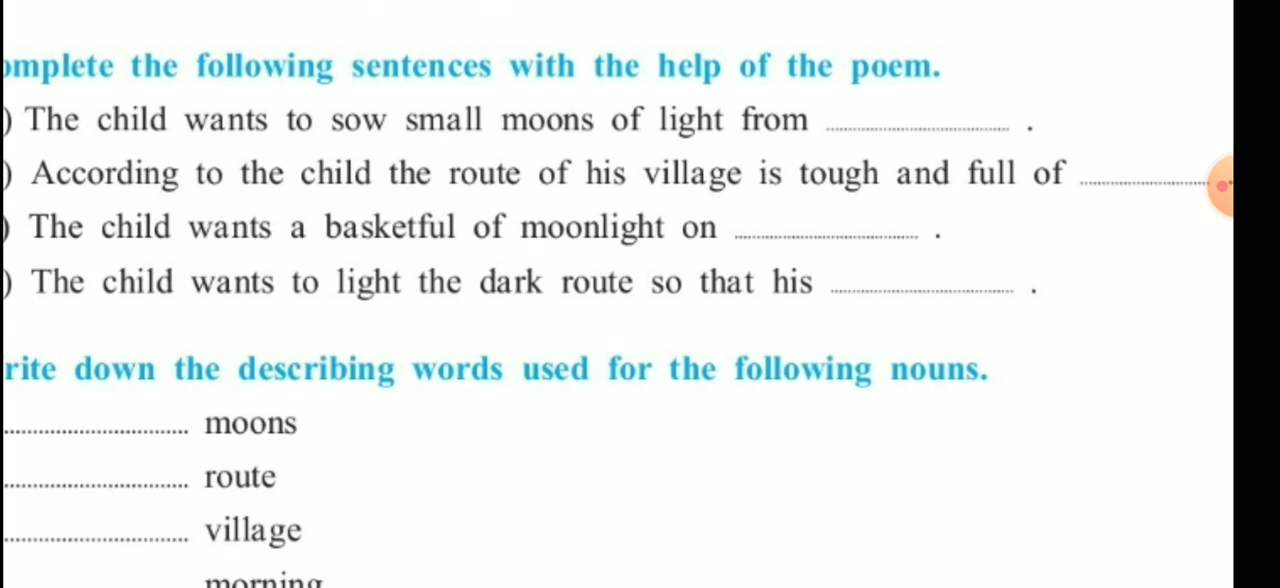 omplete the following sentences with the help of the poem.
) The child wants to sow small moons of light from .................... .
) According to the child the route of his village is tough and full of ....................
) The child wants a basketful of moonlight on .................... .
) The child wants to light the dark route so that his .................... .
rite down the describing words used for the following nouns.
.................... moons
.................... route
.................... village
morning